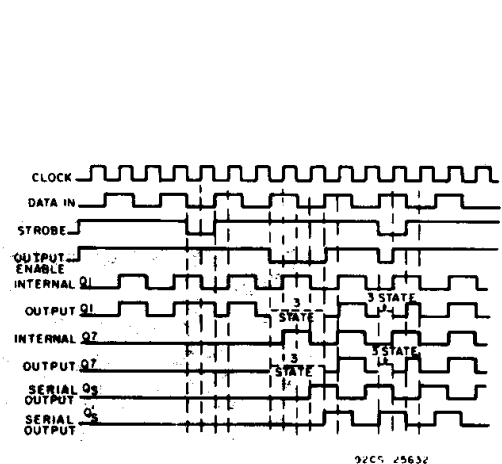 CLOCK
DATA IN
STROBE
OUTPUT
ENABLE
INTERNAL Q1
OUTPUT Q1
3
STATE
3 STATE
INTERNAL Q7
OUTPUT Q7
3
STATE
3 STATE
SERIAL QS
OUTPUT
SERIAL Q'S
OUTPUT
92CS-25632